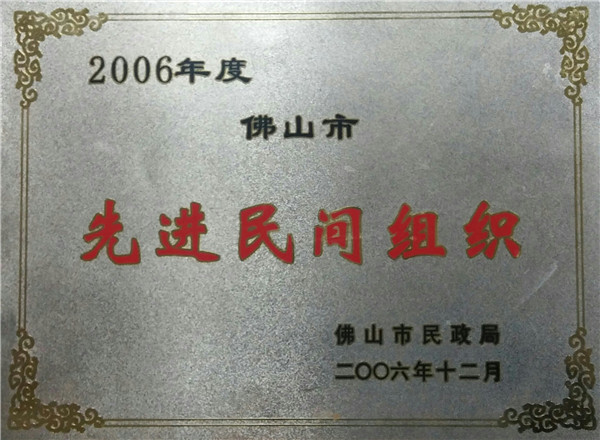 2006年度
佛山市
先进民间组织
佛山市民政局
二〇〇六年十二月